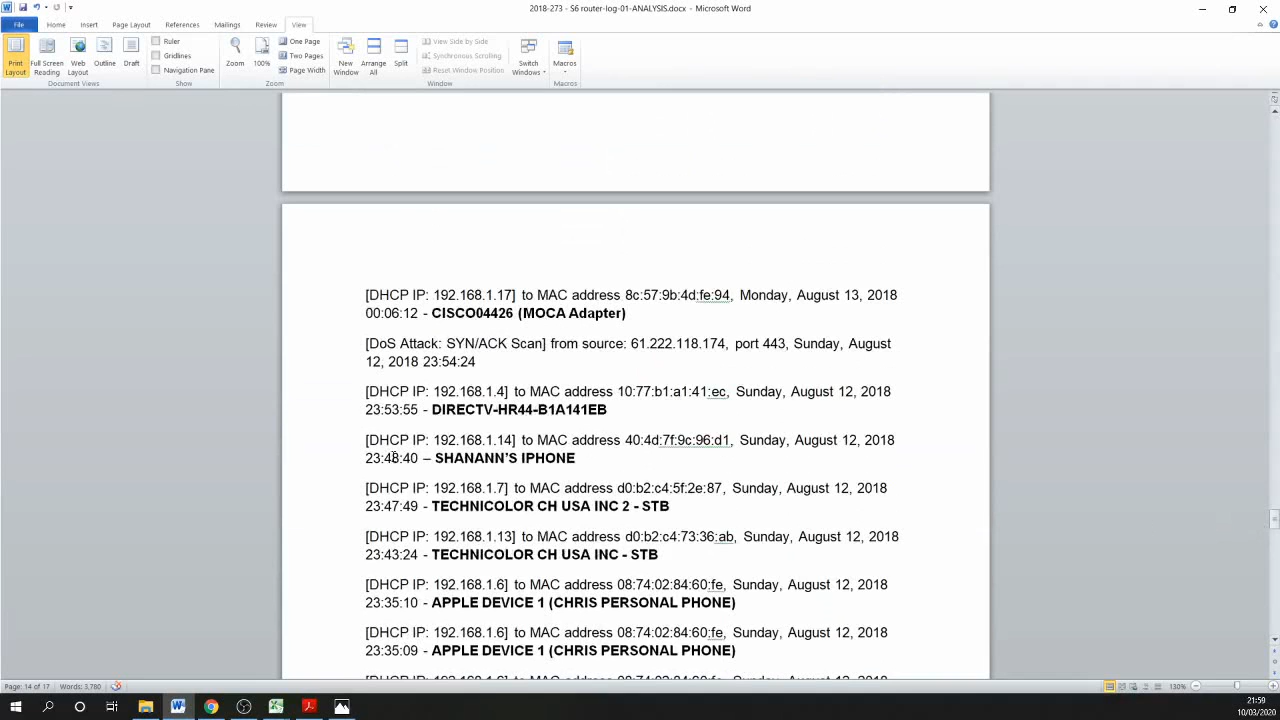 2018-273 - S6 router-log-01-ANALYSIS.docx - Microsoft Word
File Home Insert Page Layout References Mailings Review View
Print Layout
Full Screen Reading
Web Layout
Outline
Draft
Document Views
Ruler
Gridlines
Navigation Pane
Show
Zoom
100%
One Page
Two Pages
Page Width
Zoom
New Window
Arrange All
Split
View Side by Side
Synchronous Scrolling
Reset Window Position
Switch Windows
Window
Macros
Macros
[DHCP IP: 192.168.1.17] to MAC address 8c:57:9b:4d:fe:94, Monday, August 13, 2018
00:06:12 - CISCO04426 (MOCA Adapter)
[DoS Attack: SYN/ACK Scan] from source: 61.222.118.174, port 443, Sunday, August
12, 2018 23:54:24
[DHCP IP: 192.168.1.4] to MAC address 10:77:b1:a1:41:ec, Sunday, August 12, 2018
23:53:55 - DIRECTV-HR44-B1A141EB
[DHCP IP: 192.168.1.14] to MAC address 40:4d:7f:9c:96:d1, Sunday, August 12, 2018
23:48:40 – SHANANN’S IPHONE
[DHCP IP: 192.168.1.7] to MAC address d0:b2:c4:5f:2e:87, Sunday, August 12, 2018
23:47:49 - TECHNICOLOR CH USA INC 2 - STB
[DHCP IP: 192.168.1.13] to MAC address d0:b2:c4:73:36:ab, Sunday, August 12, 2018
23:43:24 - TECHNICOLOR CH USA INC - STB
[DHCP IP: 192.168.1.6] to MAC address 08:74:02:84:60:fe, Sunday, August 12, 2018
23:35:10 - APPLE DEVICE 1 (CHRIS PERSONAL PHONE)
[DHCP IP: 192.168.1.6] to MAC address 08:74:02:84:60:fe, Sunday, August 12, 2018
23:35:09 - APPLE DEVICE 1 (CHRIS PERSONAL PHONE)
Page: 14 of 17 Words: 3,780
130%
21:59
10/03/2020